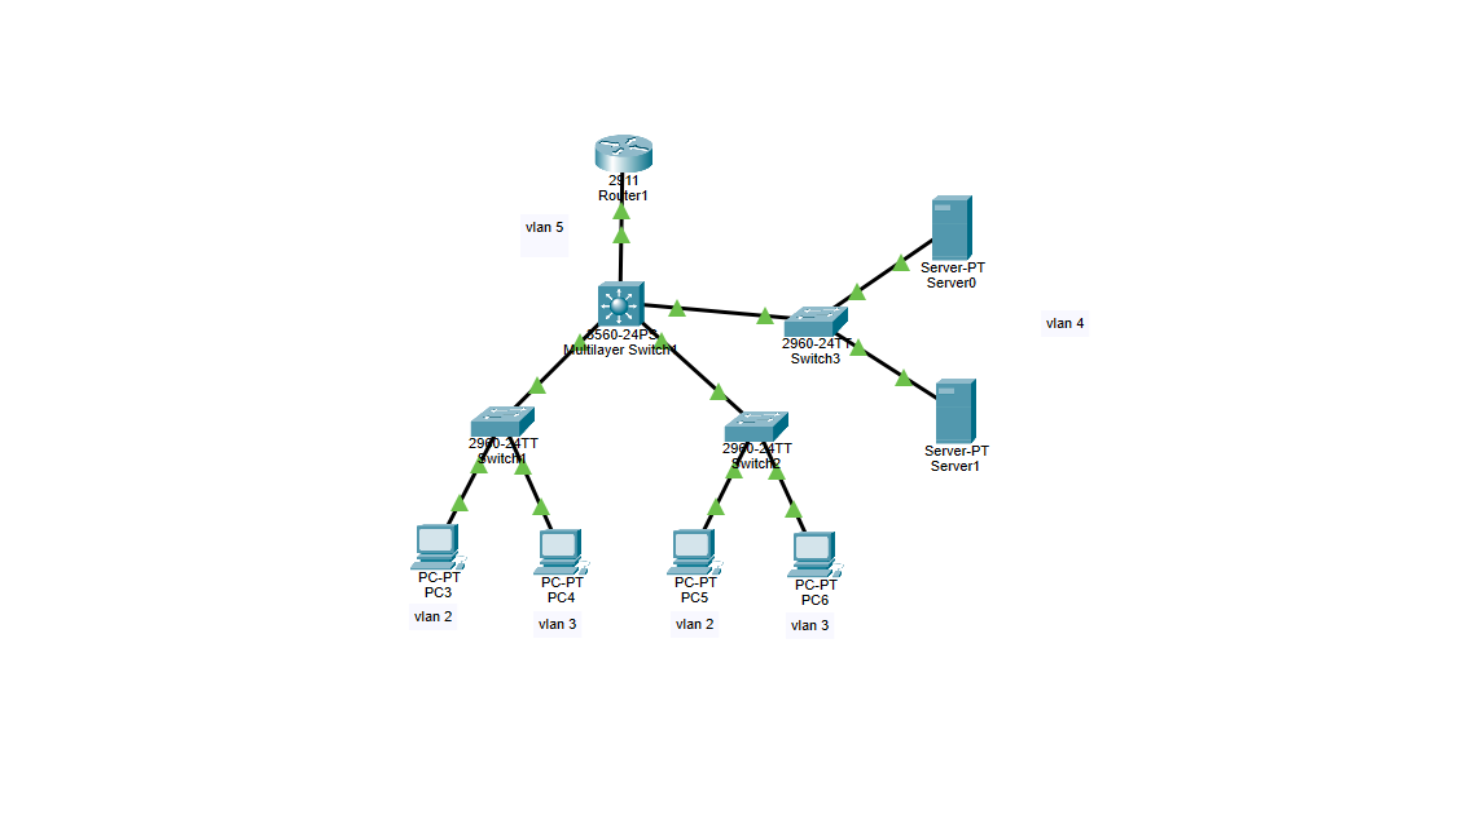 2911
Router1
vlan 5
Server-PT
Server0
3560-24PS
Multilayer Switch1
2960-24TT
Switch3
vlan 4
2960-24TT
Switch1
2960-24TT
Switch2
Server-PT
Server1
PC-PT
PC3
vlan 2
PC-PT
PC4
vlan 3
PC-PT
PC5
vlan 2
PC-PT
PC6
vlan 3